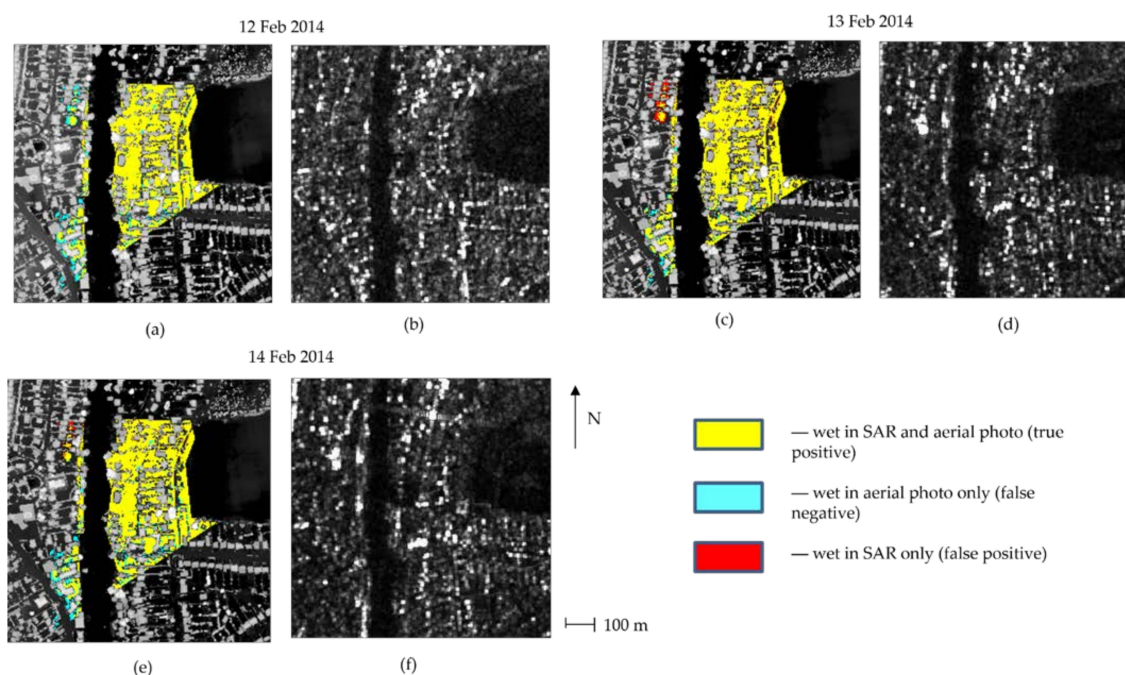 12 Feb 2014
13 Feb 2014
(a)
(b)
(c)
(d)
14 Feb 2014
N
— wet in SAR and aerial photo (true
positive)
— wet in aerial photo only (false
negative)
— wet in SAR only (false positive)
100 m
(e)
(f)